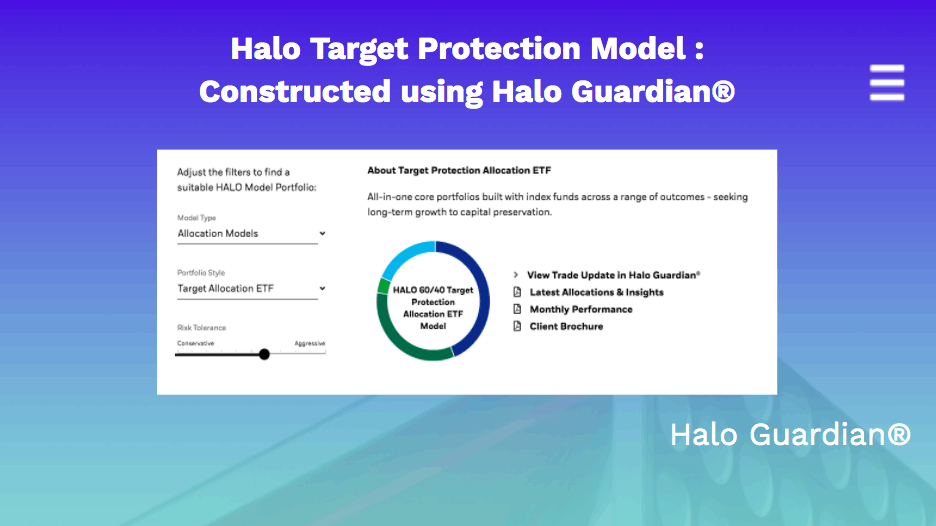 Halo Target Protection Model :
Constructed using Halo Guardian®
Adjust the filters to find a
suitable HALO Model Portfolio:
Model Type
Allocation Models
Portfolio Style
Target Allocation ETF
Risk Tolerance
Conservative
Aggressive
About Target Protection Allocation ETF
All-in-one core portfolios built with index funds across a range of outcomes - seeking
long-term growth to capital preservation.
HALO 60/40 Target
Protection
Allocation ETF
Model
View Trade Update in Halo Guardian®
Latest Allocations & Insights
Monthly Performance
Client Brochure
Halo Guardian®